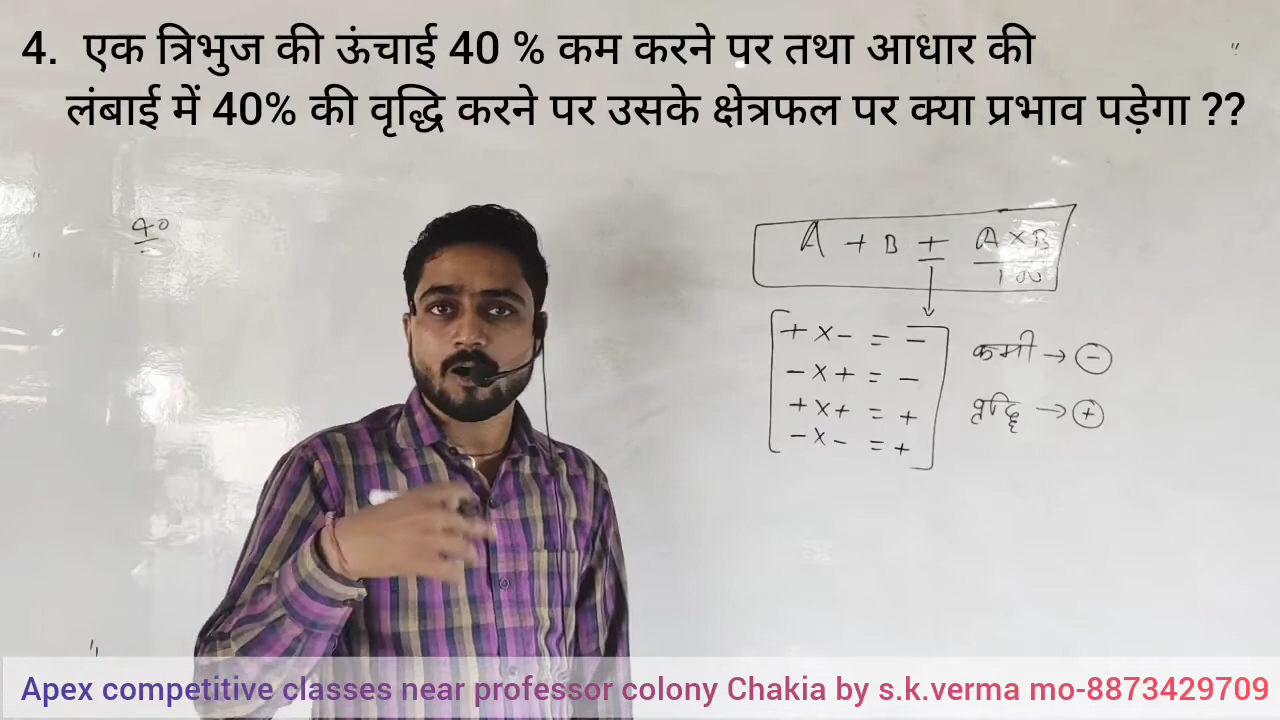 4. एक त्रिभुज की ऊंचाई 40 % कम करने पर तथा आधार की
लंबाई में 40% की वृद्धि करने पर उसके क्षेत्रफल पर क्या प्रभाव पड़ेगा ??
40
A + B + A × B
100
+ × - = -
- × + = -
+ × + = +
- × - = +
कमी → -
वृद्धि → +
Apex competitive classes near professor colony Chakia by s.k.verma mo-8873429709